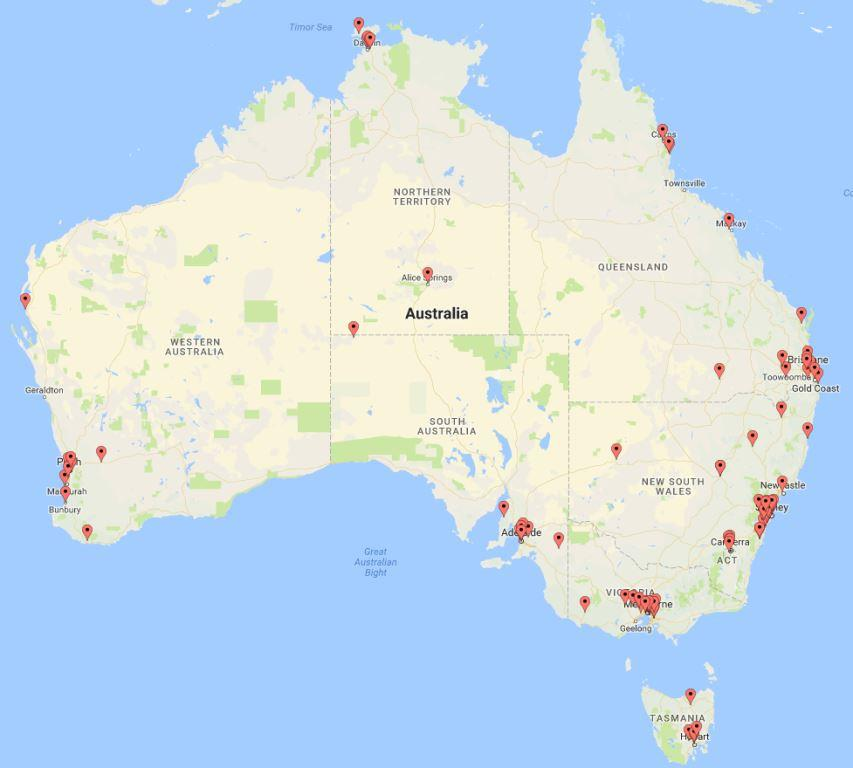 Timor Sea
Darwin
Cairns
Townsville
Co
NORTHERN
TERRITORY
Mackay
QUEENSLAND
Alice Springs
Australia
WESTERN
AUSTRALIA
Brisbane
Toowoomba
Gold Coast
Geraldton
SOUTH
AUSTRALIA
Perth
NEW SOUTH
WALES
Newcastle
Mandurah
Bunbury
Sydney
Adelaide
Canberra
ACT
Great
Australian
Bight
VICTORIA
Melbourne
Geelong
TASMANIA
Hobart